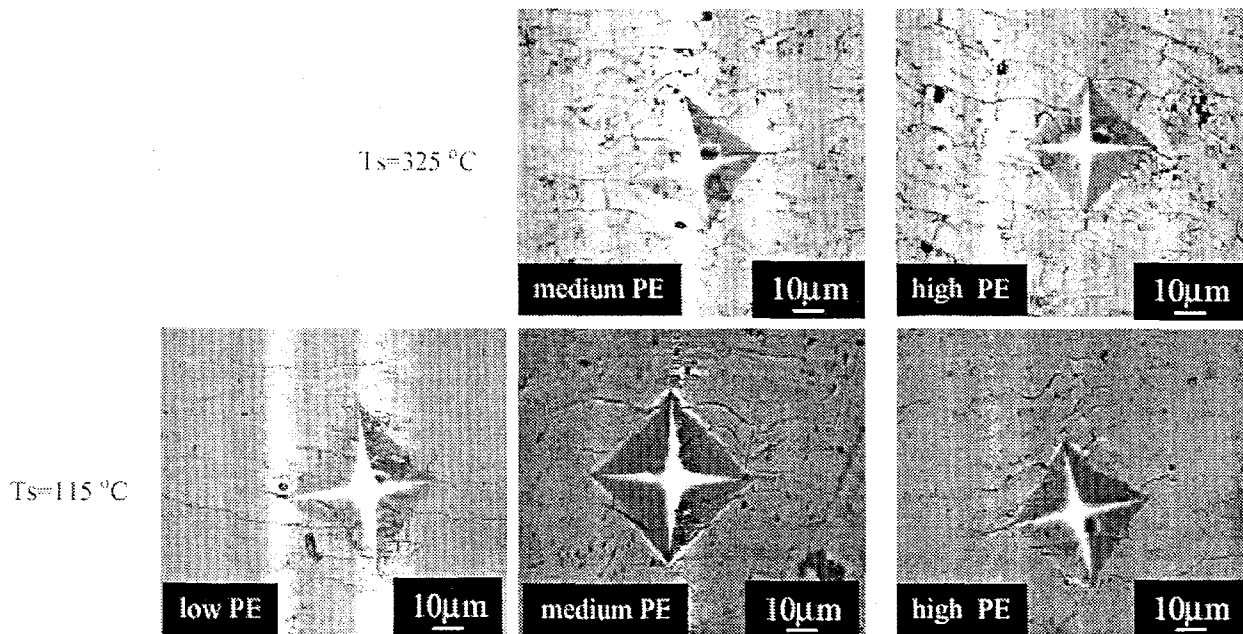 Ts=325 °C
medium PE
10μm
high PE
10μm
Ts=115 °C
low PE
10μm
medium PE
10μm
high PE
10μm